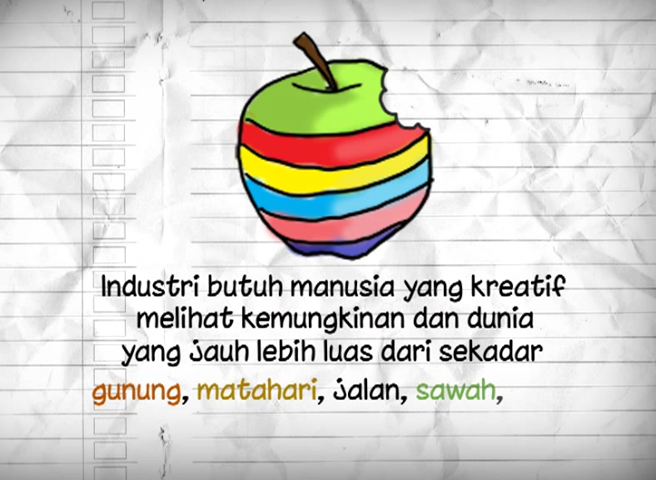 Industri butuh manusia yang kreatif
melihat kemungkinan dan dunia
yang jauh lebih luas dari sekadar
gunung, matahari, jalan, sawah,